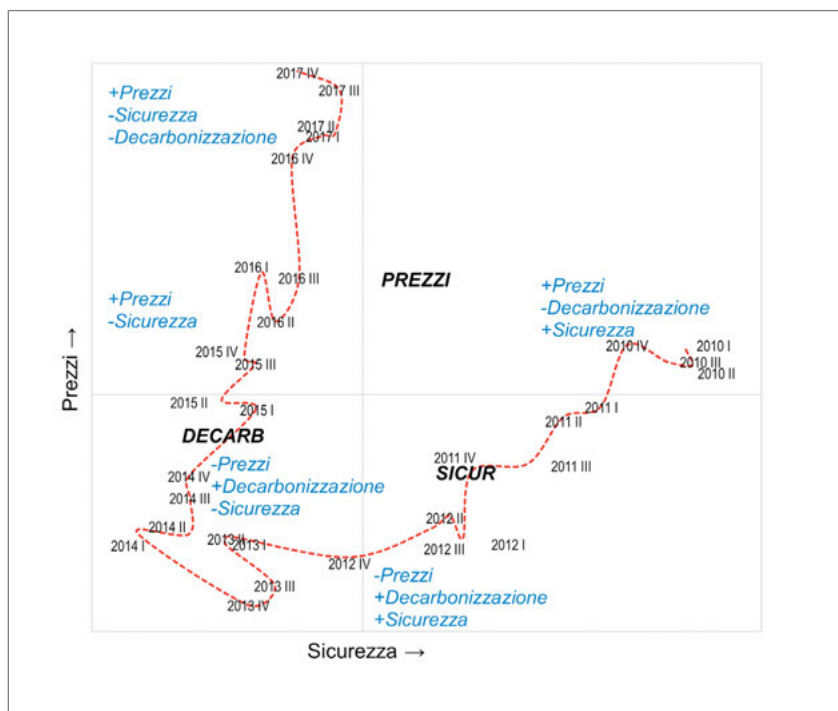 2017 IV
+Prezzi
-Sicurezza
-Decarbonizzazione
2017 III
2017 II
2017 I
2016 IV
2016 I
2016 III
PREZZI
+Prezzi
-Decarbonizzazione
+Sicurezza
+Prezzi
-Sicurezza
2016 II
2015 IV
2015 III
2010 IV
2010 I
2010 III
2010 II
Prezzi →
2015 II
2015 I
2011 I
2011 II
DECARB
2011 IV
2011 III
SICUR
-Prezzi
+Decarbonizzazione
-Sicurezza
2014 IV
2014 III
2014 II
2014 I
2013 II
2013 I
2012 II
2012 III
2012 I
2012 IV
2013 III
2013 IV
-Prezzi
+Decarbonizzazione
+Sicurezza
Sicurezza →